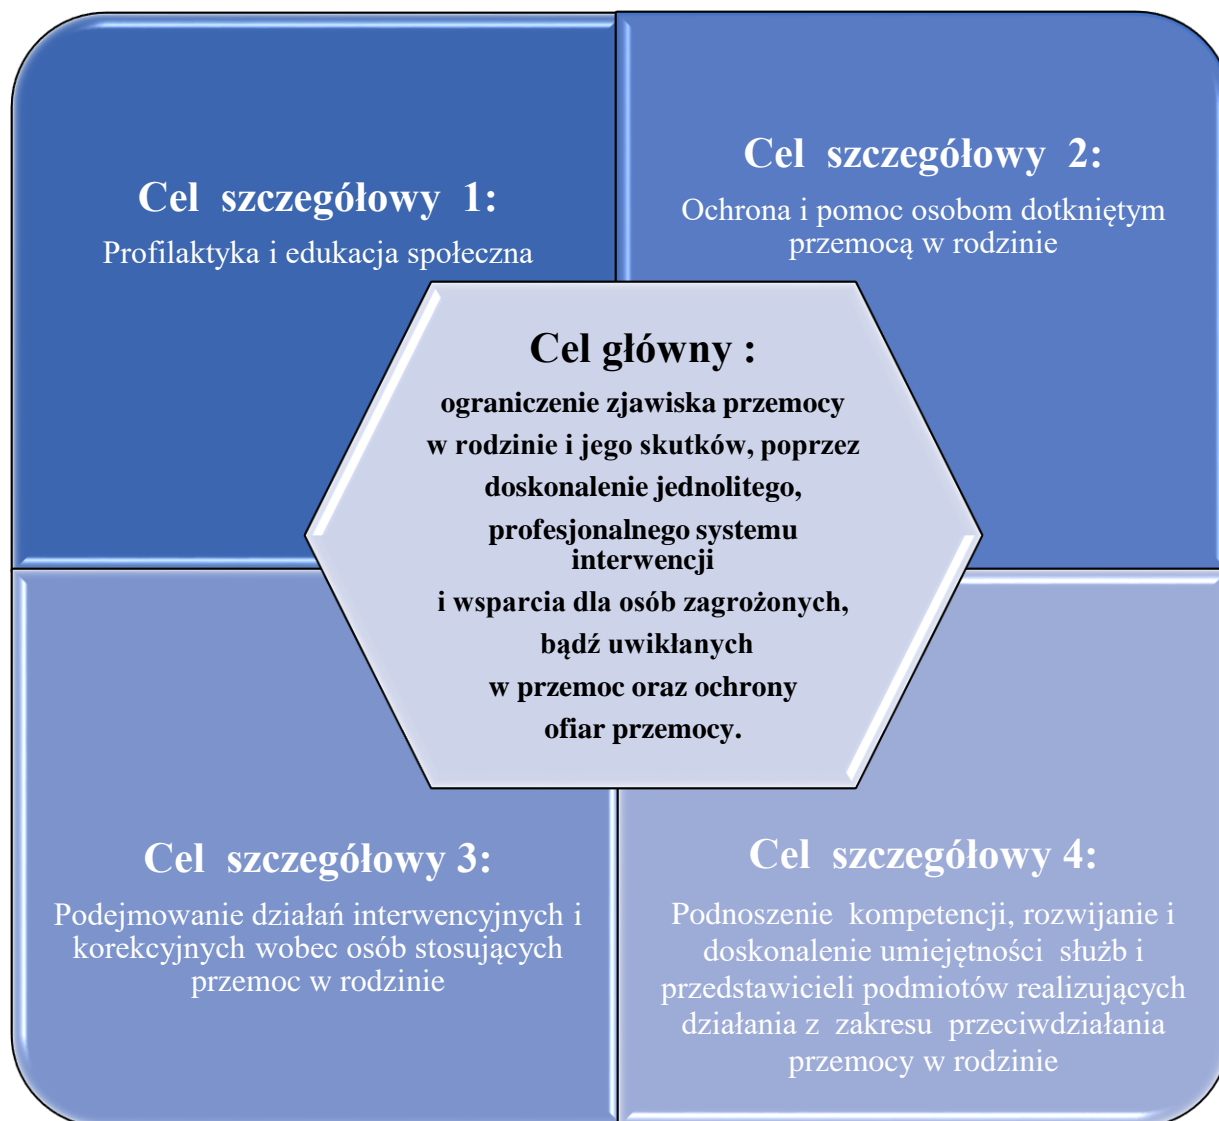 Cel szczegółowy 1:
Profilaktyka i edukacja społeczna
Cel szczegółowy 2:
Ochrona i pomoc osobom dotkniętym
przemocą w rodzinie
Cel główny :
ograniczenie zjawiska przemocy
w rodzinie i jego skutków, poprzez
doskonalenie jednolitego,
profesjonalnego systemu
interwencji
i wsparcia dla osób zagrożonych,
bądź uwikłanych
w przemoc oraz ochrony
ofiar przemocy.
Cel szczegółowy 3:
Podejmowanie działań interwencyjnych i
korekcyjnych wobec osób stosujących
przemoc w rodzinie
Cel szczegółowy 4:
Podnoszenie kompetencji, rozwijanie i
doskonalenie umiejętności służb i
przedstawicieli podmiotów realizujących
działania z zakresu przeciwdziałania
przemocy w rodzinie